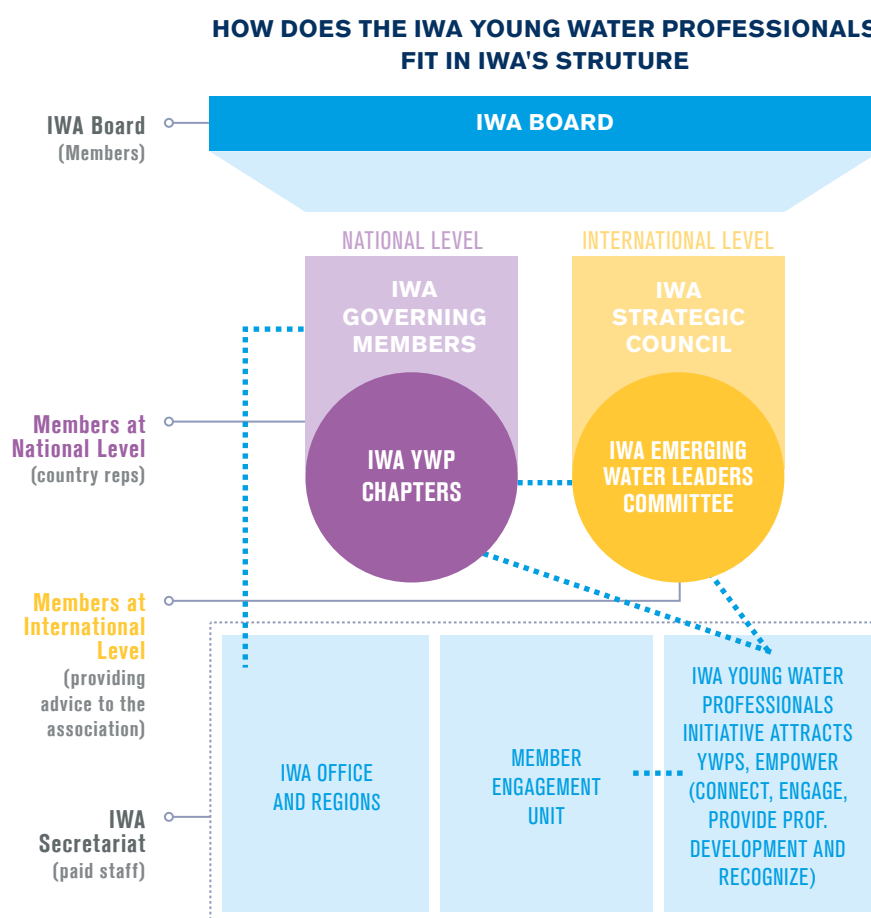 HOW DOES THE IWA YOUNG WATER PROFESSIONALS
FIT IN IWA'S STRUTURE
IWA Board
(Members)
IWA BOARD
NATIONAL LEVEL
INTERNATIONAL LEVEL
IWA
GOVERNING
MEMBERS
IWA
STRATEGIC
COUNCIL
Members at
National Level
(country reps)
IWA YWP
CHAPTERS
IWA EMERGING
WATER LEADERS
COMMITTEE
Members at
International
Level
(providing
advice to the
association)
IWA
Secretariat
(paid staff)
IWA OFFICE
AND REGIONS
MEMBER
ENGAGEMENT
UNIT
IWA YOUNG WATER
PROFESSIONALS
INITIATIVE ATTRACTS
YWPS, EMPOWER
(CONNECT, ENGAGE,
PROVIDE PROF.
DEVELOPMENT AND
RECOGNIZE)